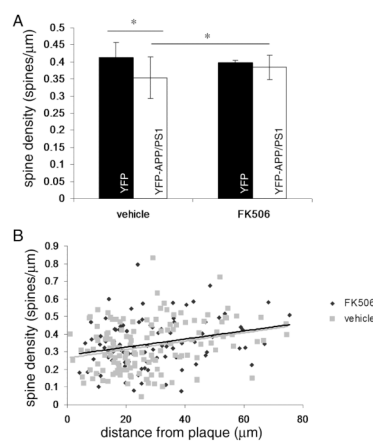 A
*
*
spine density (spines/µm)
0.5
0.45
0.4
0.35
0.3
0.25
0.2
0.15
0.1
0.05
0
YFP
YFP-APP/PS1
YFP
YFP-APP/PS1
vehicle
FK506
B
spine density (spines/µm)
0.9
0.8
0.7
0.6
0.5
0.4
0.3
0.2
0.1
0
0
20
40
60
80
distance from plaque (µm)
FK506
vehicle